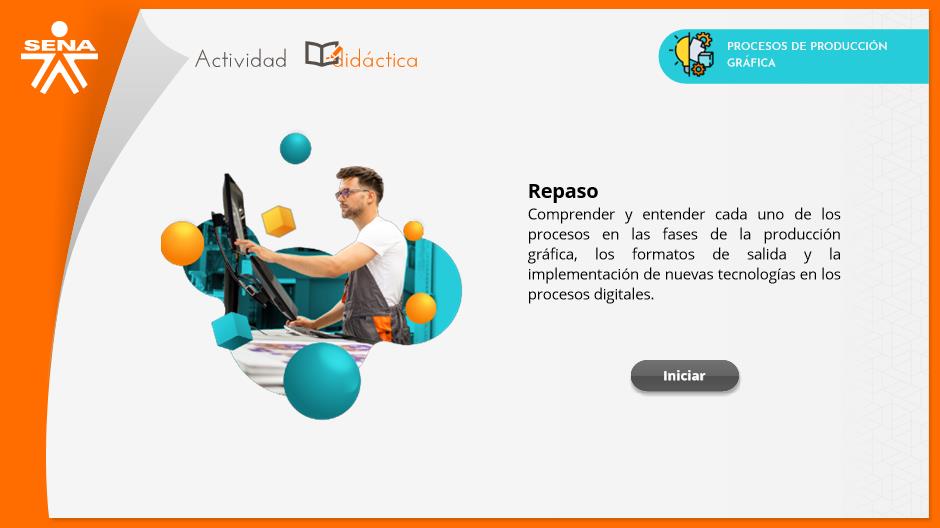 SENA
Actividad didáctica
PROCESOS DE PRODUCCIÓN
GRÁFICA
Repaso
Comprender y entender cada uno de los
procesos en las fases de la producción
gráfica, los formatos de salida y la
implementación de nuevas tecnologías en los
procesos digitales.
Iniciar